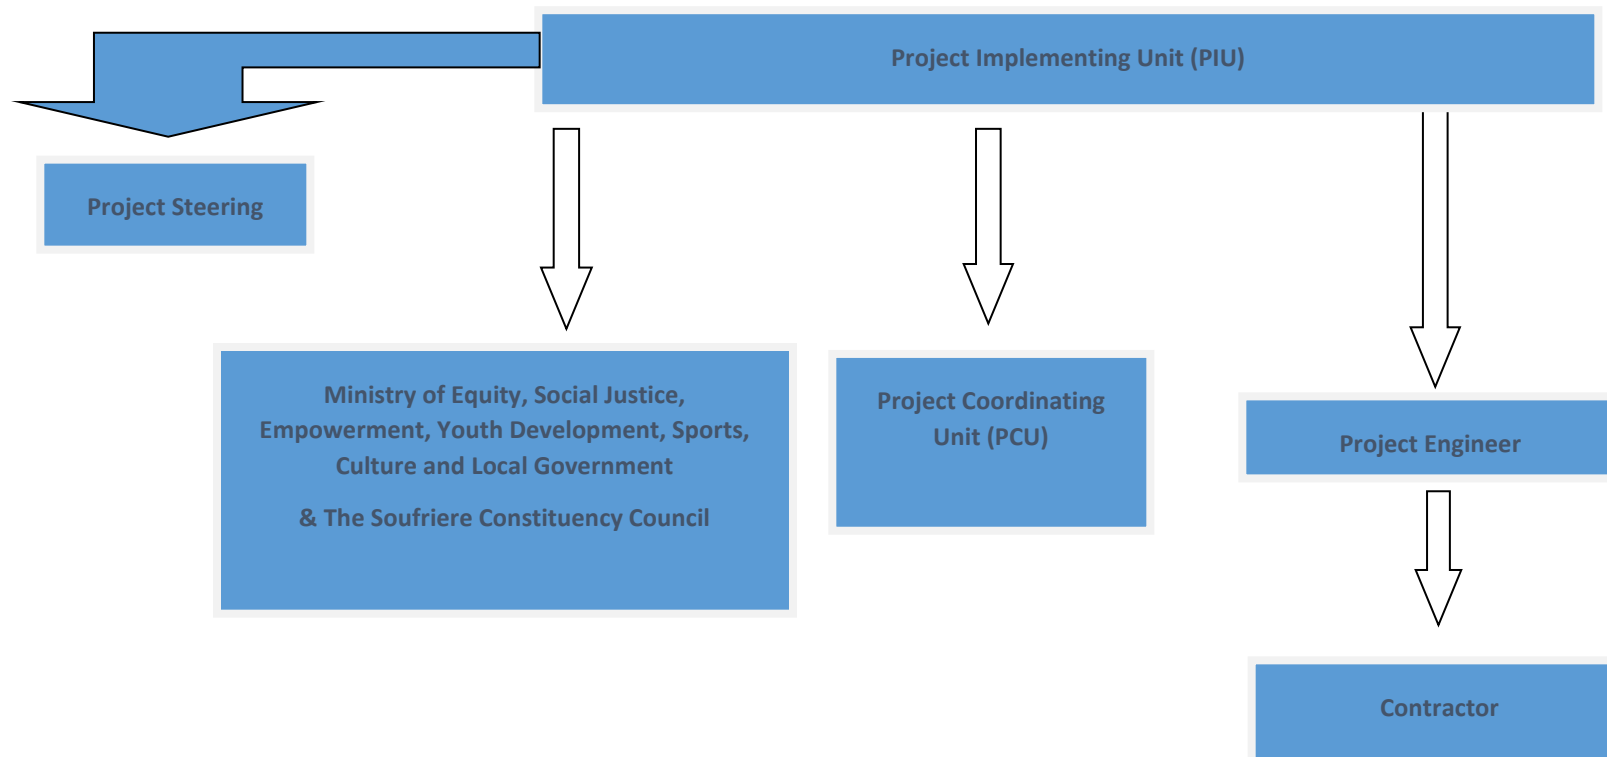 Project Implementing Unit (PIU)
Project Steering
Ministry of Equity, Social Justice,
Empowerment, Youth Development, Sports,
Culture and Local Government
& The Soufriere Constituency Council
Project Coordinating
Unit (PCU)
Project Engineer
Contractor